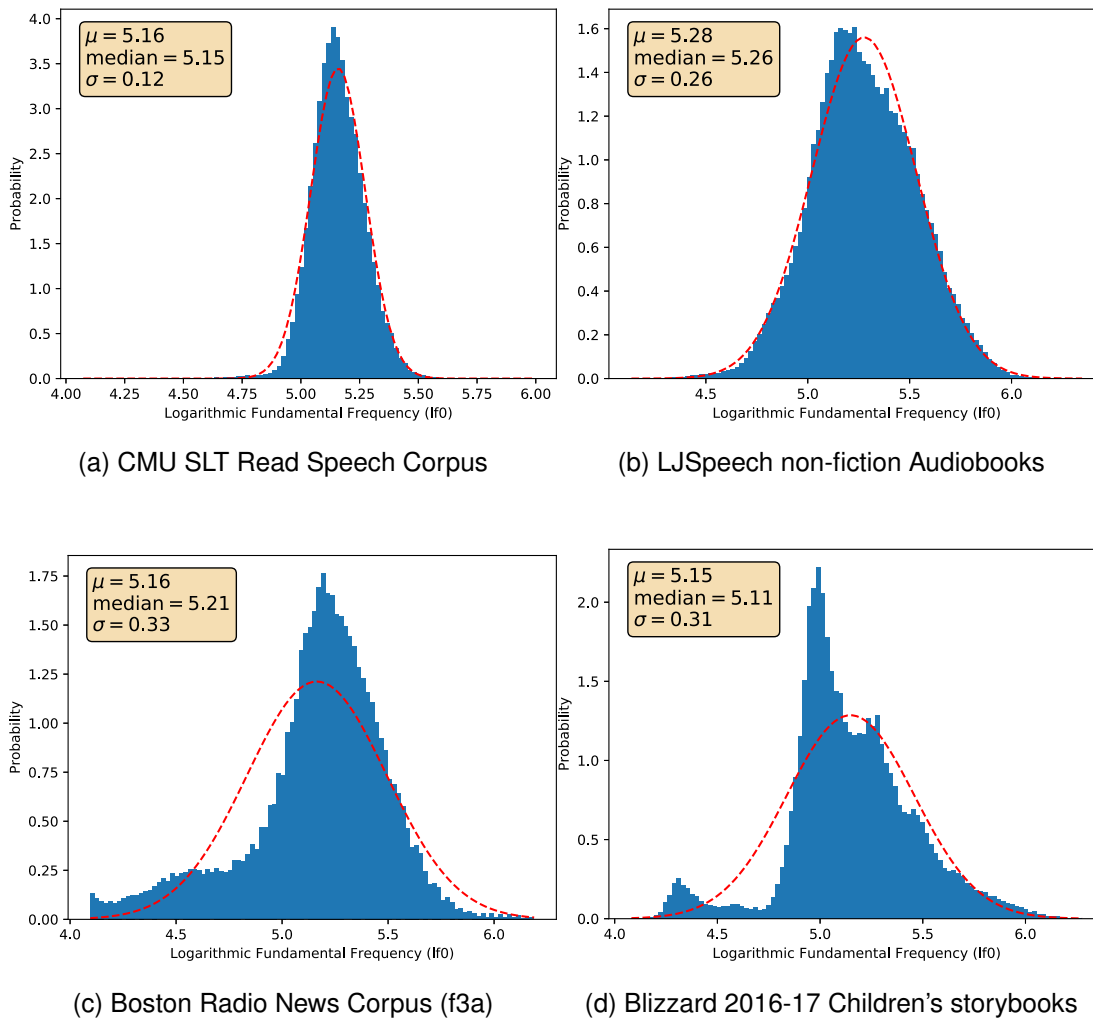 μ = 5.16
median = 5.15
σ = 0.12
4.0
3.5
3.0
2.5
2.0
1.5
1.0
0.5
0.0
Probability
4.00 4.25 4.50 4.75 5.00 5.25 5.50 5.75 6.00
Logarithmic Fundamental Frequency (lf0)
(a) CMU SLT Read Speech Corpus
μ = 5.28
median = 5.26
σ = 0.26
1.6
1.4
1.2
1.0
0.8
0.6
0.4
0.2
0.0
Probability
4.5 5.0 5.5 6.0
Logarithmic Fundamental Frequency (lf0)
(b) LJSpeech non-fiction Audiobooks
μ = 5.16
median = 5.21
σ = 0.33
1.75
1.50
1.25
1.00
0.75
0.50
0.25
0.00
Probability
4.0 4.5 5.0 5.5 6.0
Logarithmic Fundamental Frequency (lf0)
(c) Boston Radio News Corpus (f3a)
μ = 5.15
median = 5.11
σ = 0.31
2.0
1.5
1.0
0.5
0.0
Probability
4.0 4.5 5.0 5.5 6.0
Logarithmic Fundamental Frequency (lf0)
(d) Blizzard 2016-17 Children's storybooks